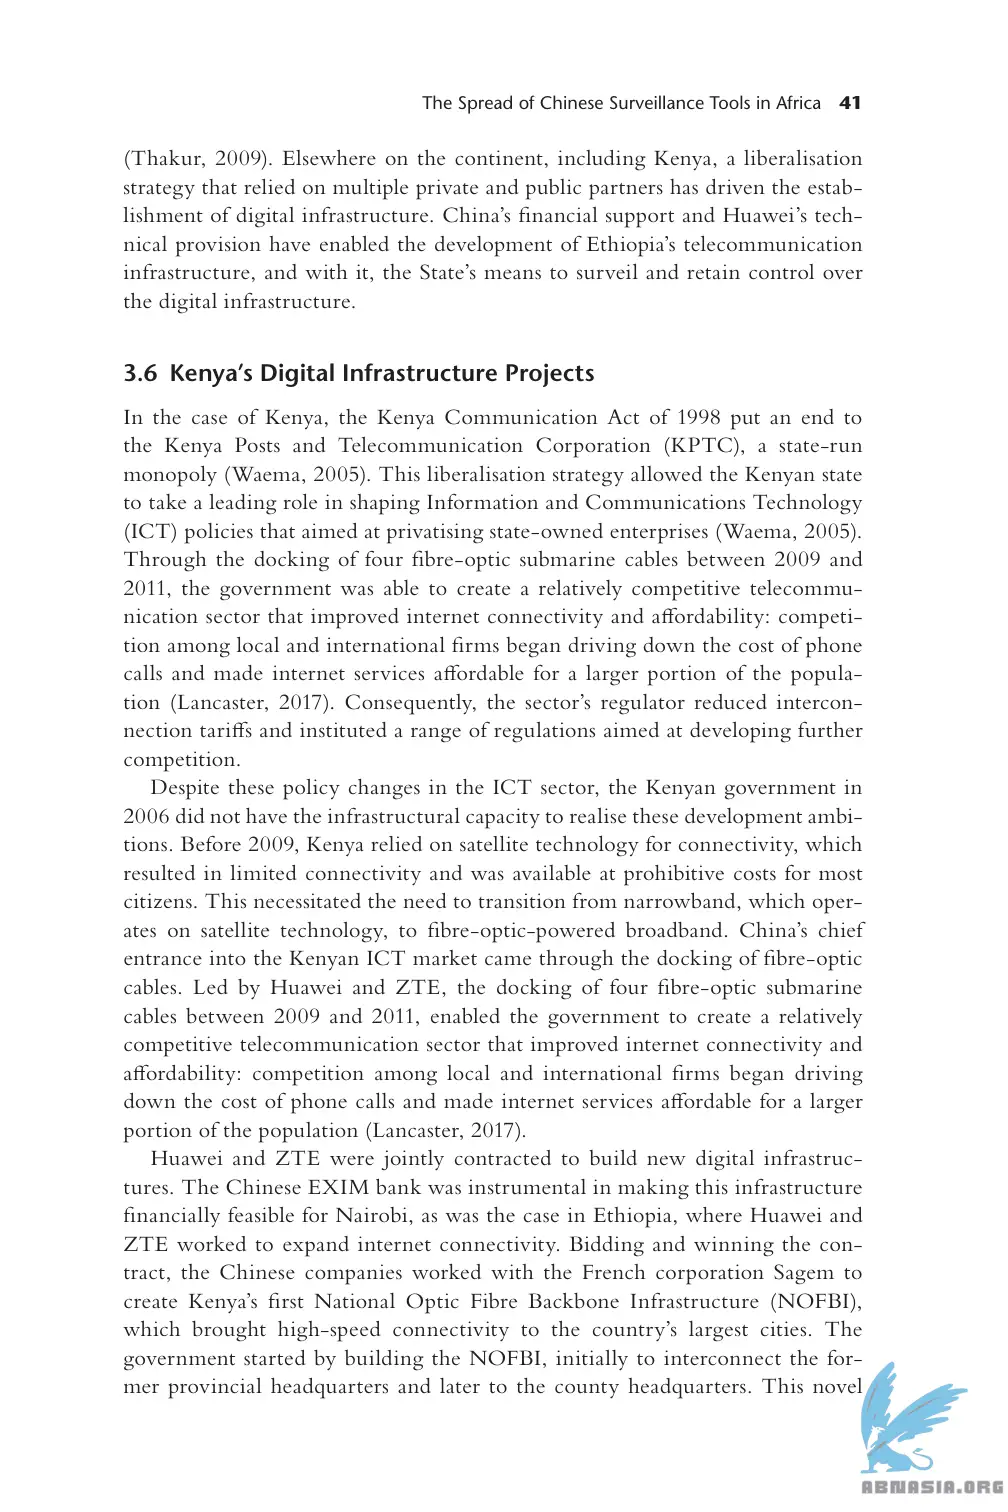 The Spread of Chinese Surveillance Tools in Africa 41
(Thakur, 2009). Elsewhere on the continent, including Kenya, a liberalisation
strategy that relied on multiple private and public partners has driven the estab-
lishment of digital infrastructure. China's financial support and Huawei's tech-
nical provision have enabled the development of Ethiopia's telecommunication
infrastructure, and with it, the State's means to surveil and retain control over
the digital infrastructure.
3.6 Kenya's Digital Infrastructure Projects
In the case of Kenya, the Kenya Communication Act of 1998 put an end to
the Kenya Posts and Telecommunication Corporation (KPTC), a state-run
monopoly (Waema, 2005). This liberalisation strategy allowed the Kenyan state
to take a leading role in shaping Information and Communications Technology
(ICT) policies that aimed at privatising state-owned enterprises (Waema, 2005).
Through the docking of four fibre-optic submarine cables between 2009 and
2011, the government was able to create a relatively competitive telecommu-
nication sector that improved internet connectivity and affordability: competi-
tion among local and international firms began driving down the cost of phone
calls and made internet services affordable for a larger portion of the popula-
tion (Lancaster, 2017). Consequently, the sector's regulator reduced intercon-
nection tariffs and instituted a range of regulations aimed at developing further
competition.
Despite these policy changes in the ICT sector, the Kenyan government in
2006 did not have the infrastructural capacity to realise these development ambi-
tions. Before 2009, Kenya relied on satellite technology for connectivity, which
resulted in limited connectivity and was available at prohibitive costs for most
citizens. This necessitated the need to transition from narrowband, which oper-
ates on satellite technology, to fibre-optic-powered broadband. China's chief
entrance into the Kenyan ICT market came through the docking of fibre-optic
cables. Led by Huawei and ZTE, the docking of four fibre-optic submarine
cables between 2009 and 2011, enabled the government to create a relatively
competitive telecommunication sector that improved internet connectivity and
affordability: competition among local and international firms began driving
down the cost of phone calls and made internet services affordable for a larger
portion of the population (Lancaster, 2017).
Huawei and ZTE were jointly contracted to build new digital infrastruc-
tures. The Chinese EXIM bank was instrumental in making this infrastructure
financially feasible for Nairobi, as was the case in Ethiopia, where Huawei and
ZTE worked to expand internet connectivity. Bidding and winning the con-
tract, the Chinese companies worked with the French corporation Sagem to
create Kenya's first National Optic Fibre Backbone Infrastructure (NOFBI),
which brought high-speed connectivity to the country's largest cities. The
government started by building the NOFBI, initially to interconnect the for-
mer provincial headquarters and later to the county headquarters. This novel
ABNASIA.ORG